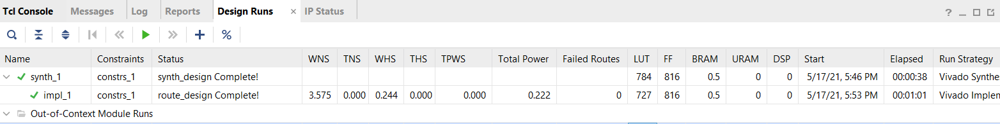 Tcl Console Messages Log Reports Design Runs × IP Status ? _
%
Name Constraints Status WNS TNS WHS THS TPWS Total Power Failed Routes LUT FF BRAM URAM DSP Start Elapsed Run Strategy
synth_1 constrs_1 synth_design Complete! 784 816 0.5 0 0 5/17/21, 5:46 PM 00:00:38 Vivado Synthes
impl_1 constrs_1 route_design Complete! 3.575 0.000 0.244 0.000 0.000 0.222 0 727 816 0.5 0 0 5/17/21, 5:53 PM 00:01:01 Vivado Implen
Out-of-Context Module Runs